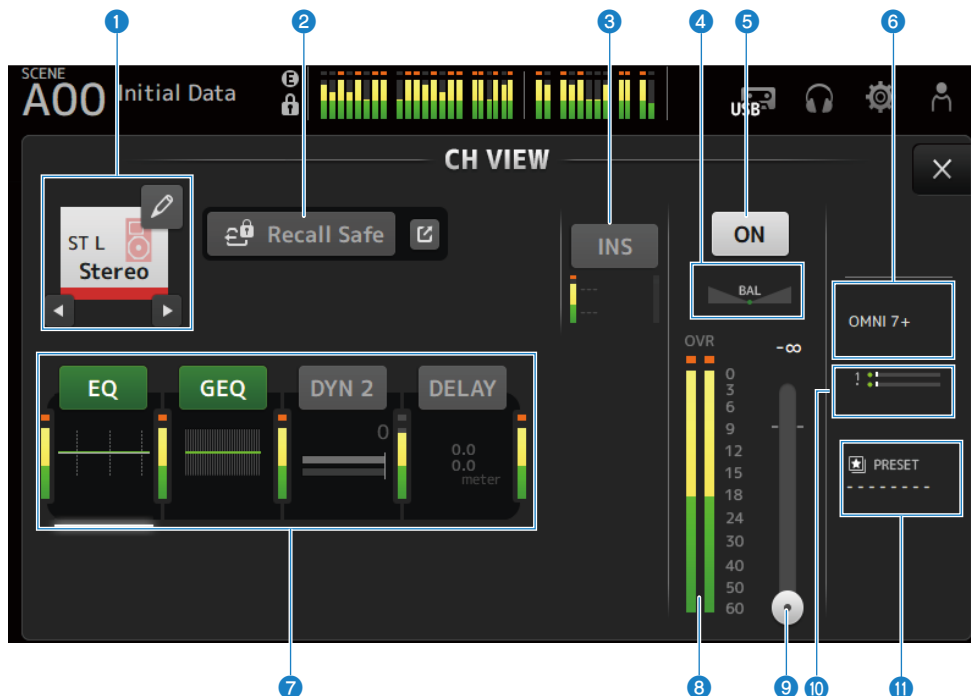 1 2 3 4 5 6
SCENE
A00 Initial Data E
USB
CH VIEW
ST L
Stereo
Recall Safe
INS
---
---
ON
BAL
OMNI 7+
OVR
-∞
0
3
6
9
12
15
18
24
30
40
50
60
1
PRESET
--------
EQ GEQ DYN 2 DELAY
0
0.0
0.0
meter
7 8 9 10 11